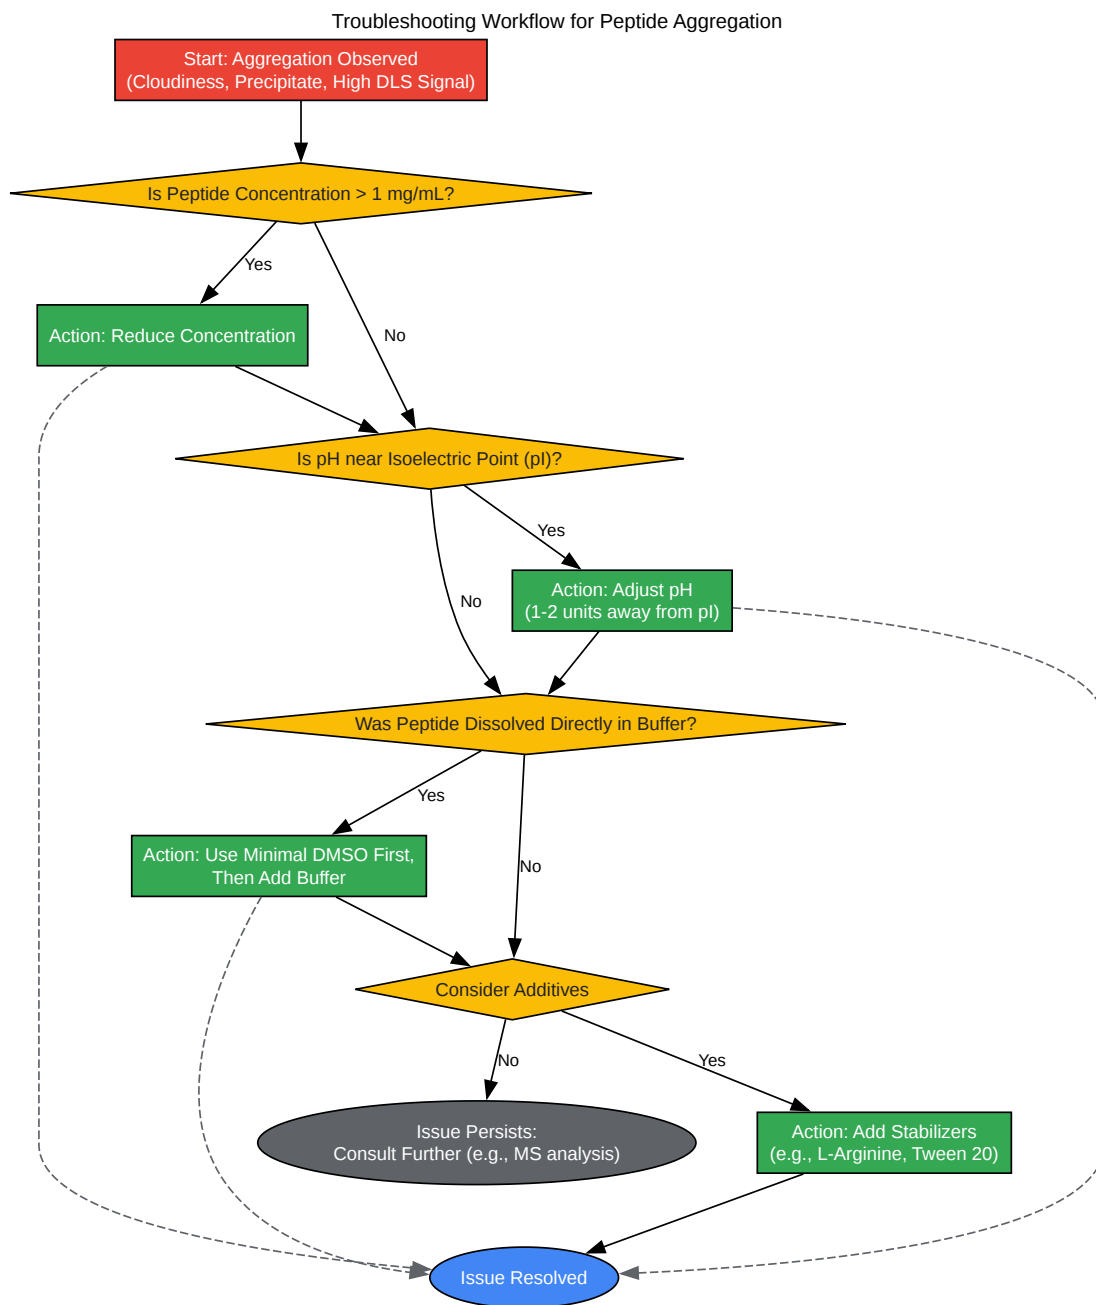 Troubleshooting Workflow for Peptide Aggregation
Start: Aggregation Observed
(Cloudiness, Precipitate, High DLS Signal)
Is Peptide Concentration > 1 mg/mL?
Yes
No
Action: Reduce Concentration
Is pH near Isoelectric Point (pI)?
Yes
No
Action: Adjust pH
(1-2 units away from pI)
Was Peptide Dissolved Directly in Buffer?
Yes
No
Action: Use Minimal DMSO First,
Then Add Buffer
Consider Additives
No
Yes
Issue Persists:
Consult Further (e.g., MS analysis)
Action: Add Stabilizers
(e.g., L-Arginine, Tween 20)
Issue Resolved